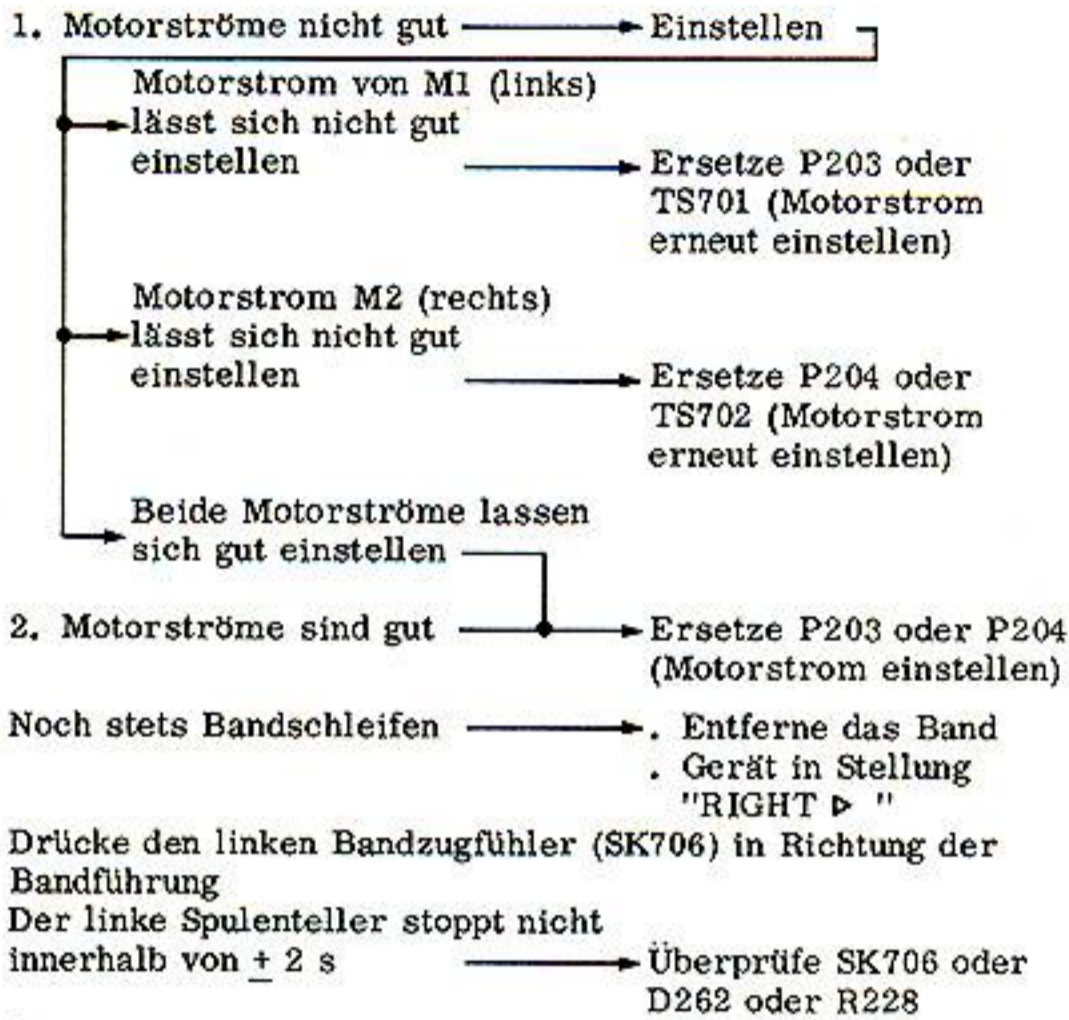 1. Motorströme nicht gut Einstellen
Motorstrom von M1 (links)
lässt sich nicht gut
einstellen
Ersetze P203 oder
TS701 (Motorstrom
erneut einstellen)
Motorstrom M2 (rechts)
lässt sich nicht gut
einstellen
Ersetze P204 oder
TS702 (Motorstrom
erneut einstellen)
Beide Motorströme lassen
sich gut einstellen
2. Motorströme sind gut Ersetze P203 oder P204
(Motorstrom einstellen)
Noch stets Bandschleifen . Entferne das Band
. Gerät in Stellung
"RIGHT ▷ "
Drücke den linken Bandzugfühler (SK706) in Richtung der
Bandführung
Der linke Spulenteller stoppt nicht
innerhalb von ± 2 s Überprüfe SK706 oder
D262 oder R228